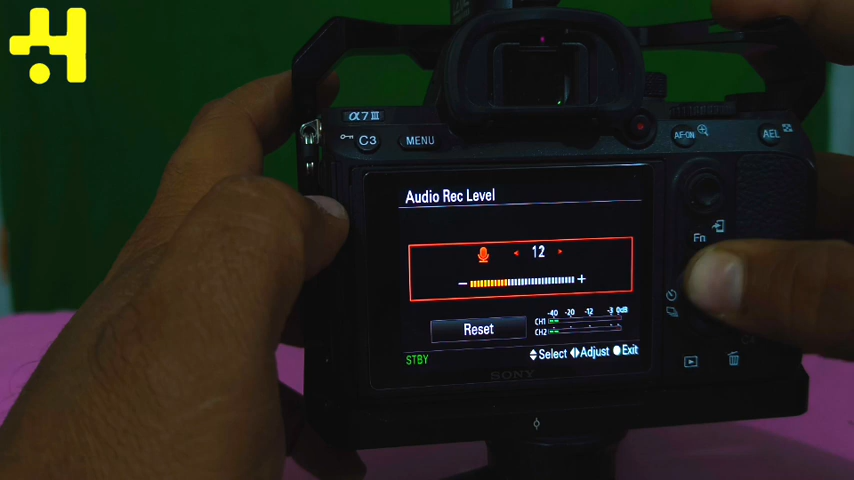 α7III
C3
MENU
AF-ON
AEL
Audio Rec Level
12
Fn
− +
-40 -20 -12 -3 0dB
CH1
CH2
Reset
STBY
Select Adjust Exit
SONY